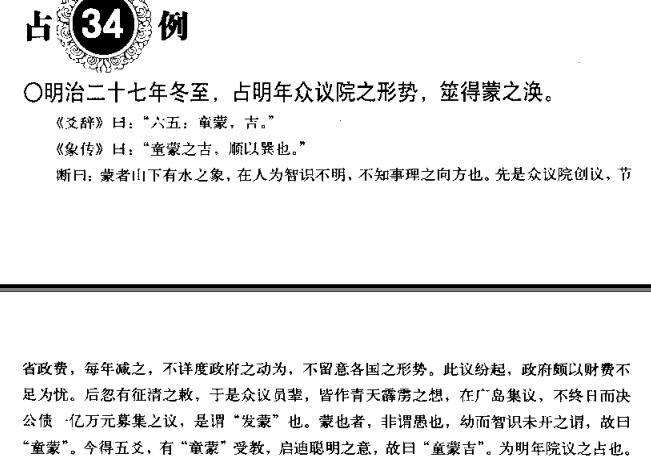 占 34 例
〇明治二十七年冬至，占明年众议院之形势，筮得蒙之涣。
《爻辞》曰：“六五：童蒙，吉。”
《象传》曰：“童蒙之吉，顺以巽也。”
断曰：蒙者山下有水之象，在人为智识不明，不知事理之向方也。先是众议院创议，节
省政费，每年减之，不详度政府之动为，不留意各国之形势。此议纷起，政府颇以财费不
足为忧。后忽有征清之敕，于是众议员辈，皆作青天霹雳之想，在广岛集议，不终日而决
公债一亿万元募集之议，是谓“发蒙”也。蒙也者，非谓愚也，幼而智识未开之谓，故曰
“童蒙”。今得五爻，有“童蒙”受教，启迪聪明之意，故曰“童蒙吉”。为明年院议之占也。